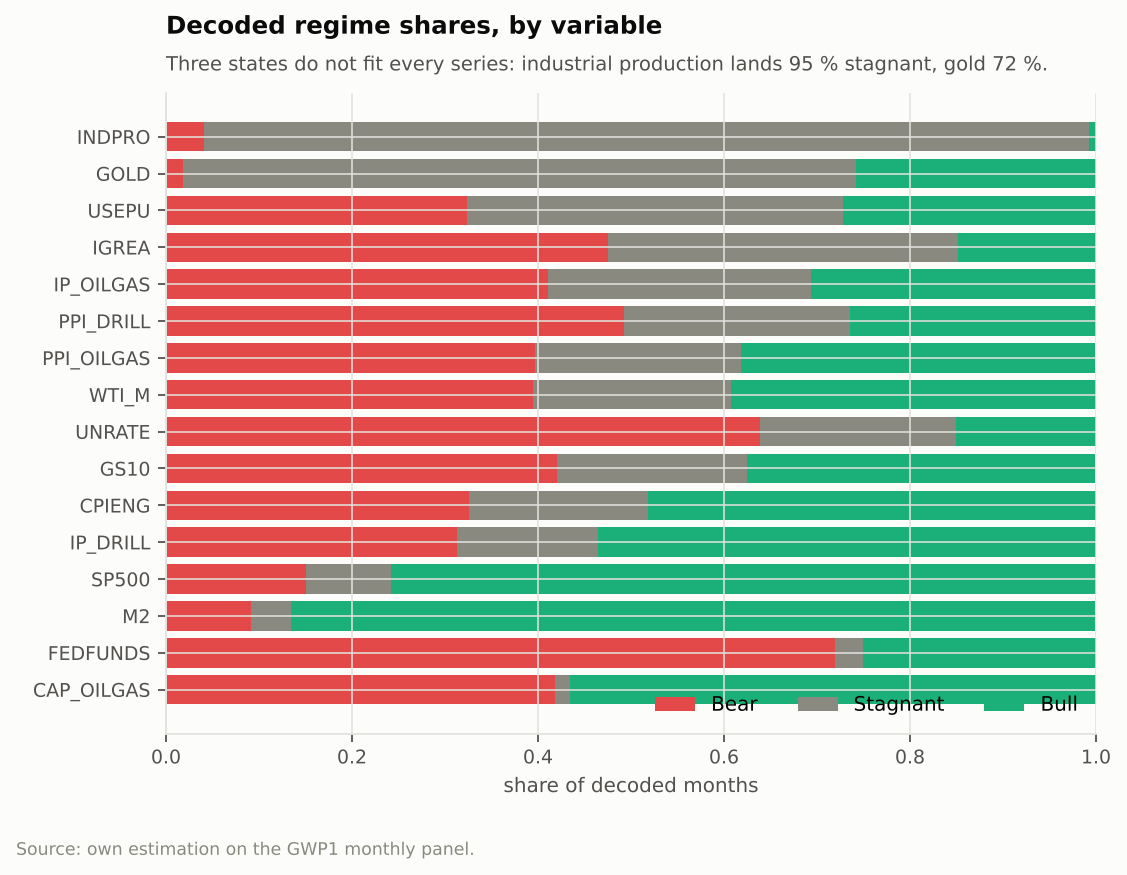 Decoded regime shares, by variable
Three states do not fit every series: industrial production lands 95 % stagnant, gold 72 %.
INDPRO
GOLD
USEPU
IGREA
IP_OILGAS
PPI_DRILL
PPI_OILGAS
WTI_M
UNRATE
GS10
CPIENG
IP_DRILL
SP500
M2
FEDFUNDS
CAP_OILGAS
Bear Stagnant Bull
0.0 0.2 0.4 0.6 0.8 1.0
share of decoded months
Source: own estimation on the GWP1 monthly panel.